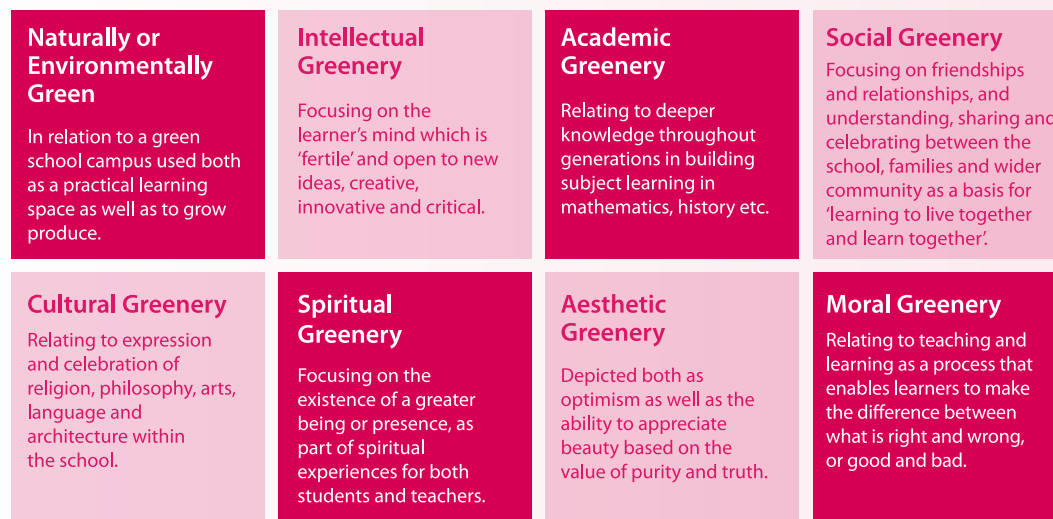 Naturally or
Environmentally
Green
In relation to a green
school campus used both
as a practical learning
space as well as to grow
produce.
Intellectual
Greenery
Focusing on the
learner's mind which is
‘fertile’ and open to new
ideas, creative,
innovative and critical.
Academic
Greenery
Relating to deeper
knowledge throughout
generations in building
subject learning in
mathematics, history etc.
Social Greenery
Focusing on friendships
and relationships, and
understanding, sharing and
celebrating between the
school, families and wider
community as a basis for
‘learning to live together
and learn together’.
Cultural Greenery
Relating to expression
and celebration of
religion, philosophy, arts,
language and
architecture within
the school.
Spiritual
Greenery
Focusing on the
existence of a greater
being or presence, as
part of spiritual
experiences for both
students and teachers.
Aesthetic
Greenery
Depicted both as
optimism as well as the
ability to appreciate
beauty based on the
value of purity and truth.
Moral Greenery
Relating to teaching and
learning as a process that
enables learners to make
the difference between
what is right and wrong,
or good and bad.